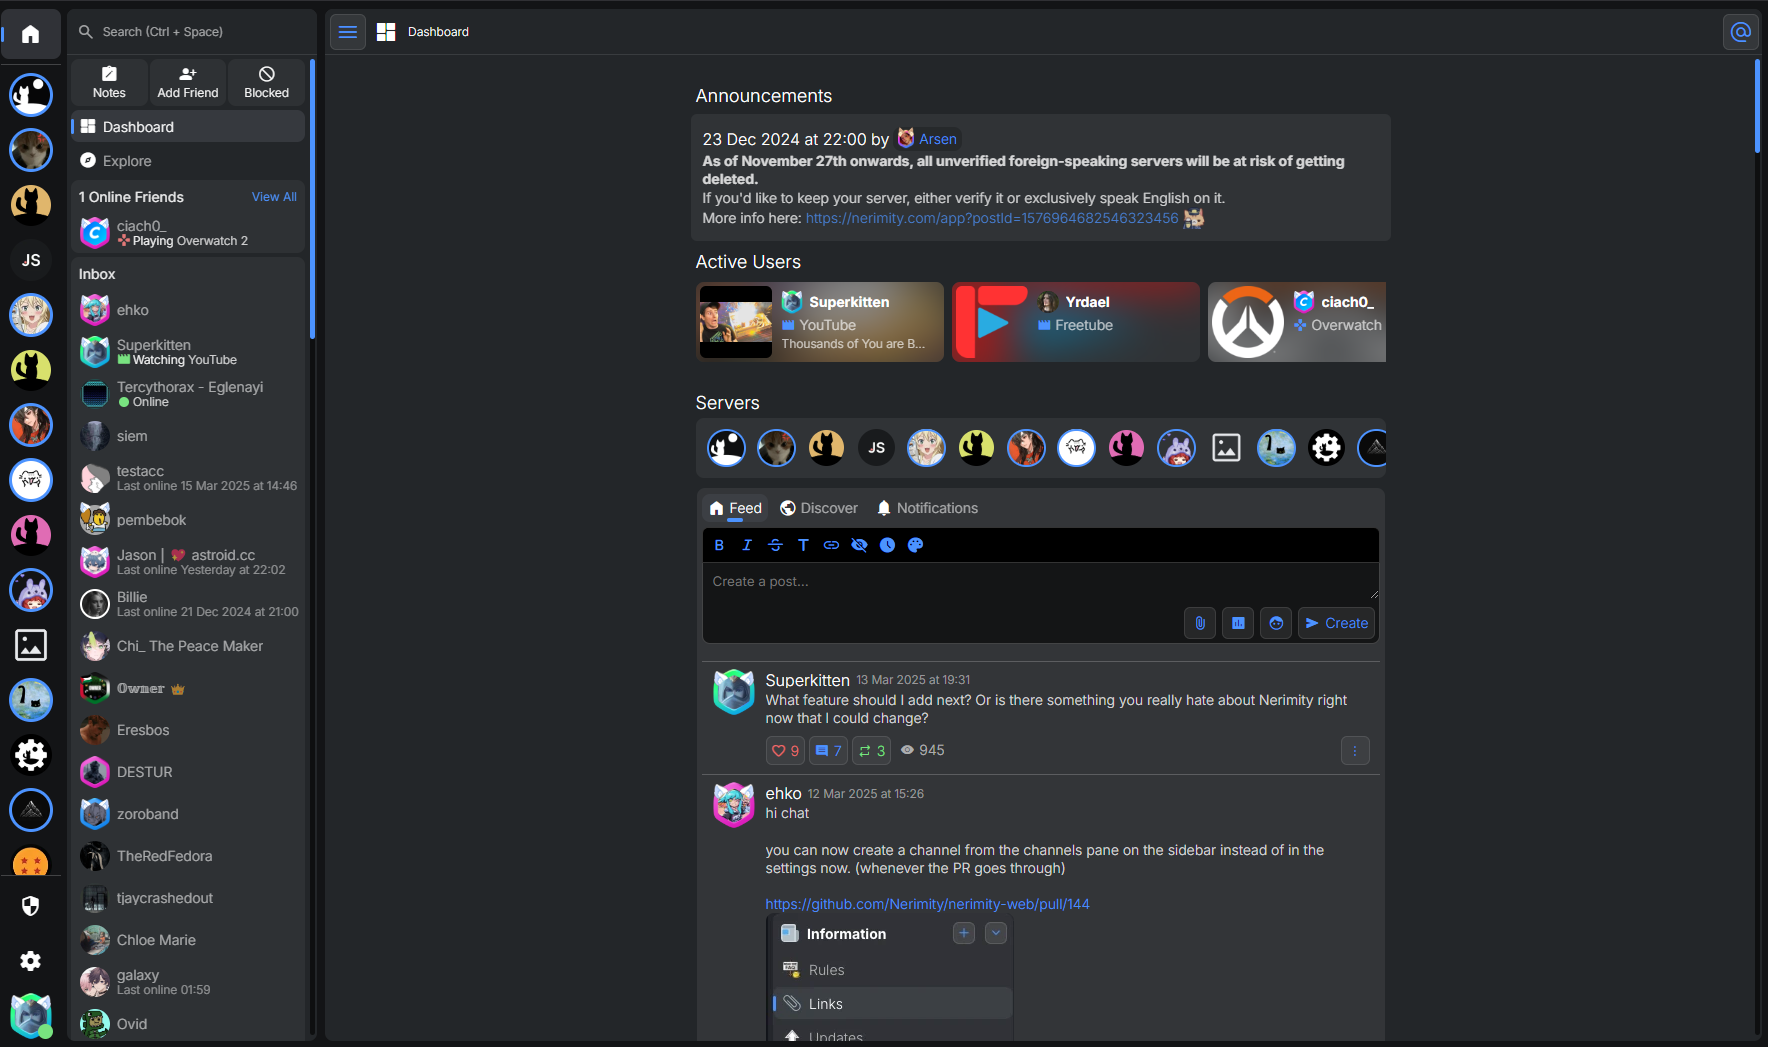 Search (Ctrl + Space)
Notes
Add Friend
Blocked
Dashboard
Explore
1 Online Friends
View All
ciach0_
Playing Overwatch 2
Inbox
ehko
Superkitten
Watching YouTube
Tercythorax - Eglenayi
Online
siem
testacc
Last online 15 Mar 2025 at 14:46
pembebok
Jason | 💖 astroid.cc
Last online Yesterday at 22:02
Billie
Last online 21 Dec 2024 at 21:00
Chi_ The Peace Maker
𝕆𝕨𝕟𝕖𝕣 👑
Eresbos
DESTUR
zoroband
TheRedFedora
tjaycrashedout
Chloe Marie
galaxy
Last online 01:59
Ovid
JS
Dashboard
Announcements
23 Dec 2024 at 22:00 by Arsen
As of November 27th onwards, all unverified foreign-speaking servers will be at risk of getting
deleted.
If you'd like to keep your server, either verify it or exclusively speak English on it.
More info here: https://nerimity.com/app?postId=1576964682546323456
Active Users
Superkitten
YouTube
Thousands of You are B...
Yrdael
Freetube
ciach0_
Overwatch
Servers
JS
Feed
Discover
Notifications
B I S T
Create a post...
Create
Superkitten 13 Mar 2025 at 19:31
What feature should I add next? Or is there something you really hate about Nerimity right
now that I could change?
9 7 3 945
ehko 12 Mar 2025 at 15:26
hi chat
you can now create a channel from the channels pane on the sidebar instead of in the
settings now. (whenever the PR goes through)
https://github.com/Nerimity/nerimity-web/pull/144
Information
Rules
Links
Updates